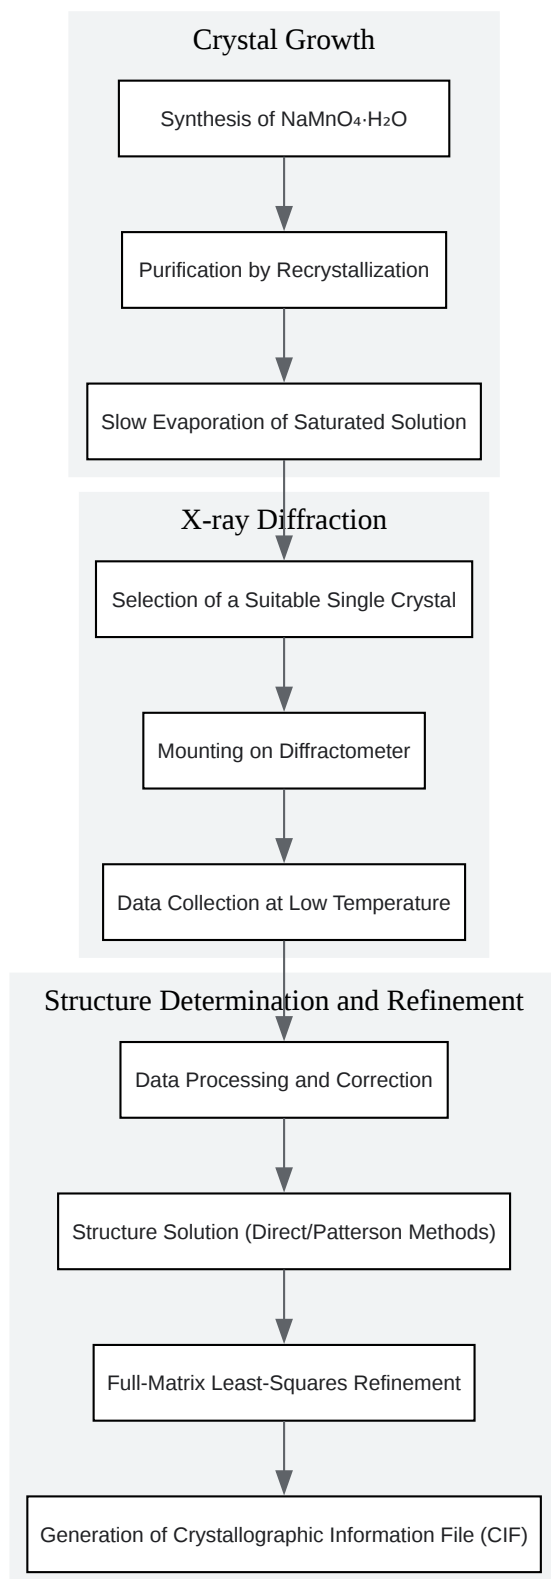 Crystal Growth
Synthesis of NaMnO₄·H₂O
Purification by Recrystallization
Slow Evaporation of Saturated Solution
X-ray Diffraction
Selection of a Suitable Single Crystal
Mounting on Diffractometer
Data Collection at Low Temperature
Structure Determination and Refinement
Data Processing and Correction
Structure Solution (Direct/Patterson Methods)
Full-Matrix Least-Squares Refinement
Generation of Crystallographic Information File (CIF)